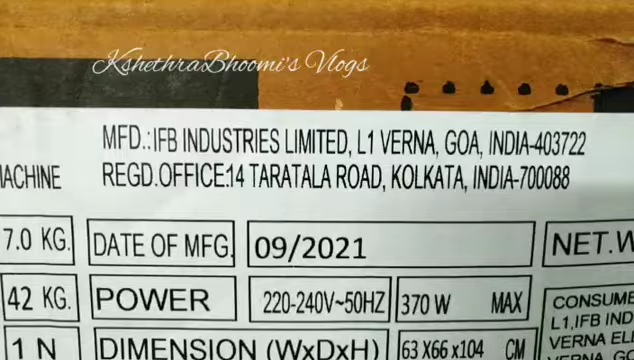 KshethraBhoomi's Vlogs
MFD.:IFB INDUSTRIES LIMITED, L1 VERNA, GOA, INDIA-403722
MACHINE REGD.OFFICE:14 TARATALA ROAD, KOLKATA, INDIA-700088
7.0 KG. DATE OF MFG. 09/2021 NET.W
42 KG. POWER 220-240V~50HZ 370 W MAX CONSUME
L1,IFB IND
1 N DIMENSION (WxDxH) 63 X66 x104 CM VERNA EL